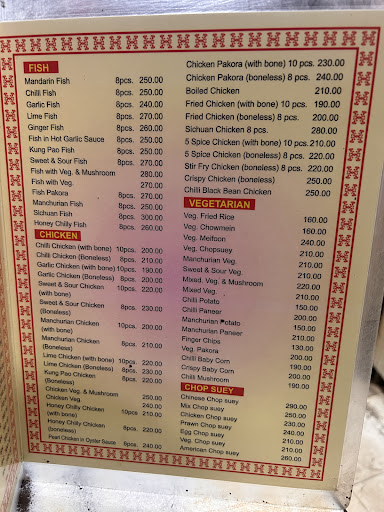 FISH
Mandarin Fish 8pcs. 250.00
Chilli Fish 8pcs. 250.00
Garlic Fish 8pcs. 240.00
Lime Fish 8pcs. 270.00
Ginger Fish 8pcs. 260.00
Fish in Hot Garlic Sauce 8pcs. 250.00
Kung Pao Fish 8pcs. 250.00
Sweet & Sour Fish 8pcs. 270.00
Fish with Veg. & Mushroom 280.00
Fish with Veg. 270.00
Fish Pakora 8pcs. 270.00
Manchurian Fish 8pcs. 250.00
Sichuan Fish 8pcs. 300.00
Honey Chilly Fish 8pcs. 260.00
CHICKEN
Chilli Chicken (with bone) 10pcs. 200.00
Chilli Chicken (Boneless) 8pcs. 210.00
Garlic Chicken (with bone) 10pcs. 190.00
Garlic Chicken (Boneless) 8pcs. 200.00
Sweet & Sour Chicken 10pcs. 220.00
(with bone)
Sweet & Sour Chicken 8pcs. 230.00
(Boneless)
Manchurian Chicken 10pcs. 200.00
(with bone)
Manchurian Chicken 8pcs. 210.00
(Boneless)
Lime Chicken (with bone) 10pcs. 220.00
Lime Chicken (Boneless) 8pcs. 230.00
Kung Pao Chicken 8pcs. 220.00
(Boneless)
Chicken Veg. & Mushroom 250.00
Chicken Veg. 240.00
Honey Chilly Chicken 10pcs 210.00
(with bone)
Honey Chilly Chicken 8pcs. 220.00
(boneless)
Pearl Chicken in Oyster Sauce 8pcs. 240.00
Chicken Pakora (with bone) 10 pcs. 230.00
Chicken Pakora (boneless) 8 pcs. 240.00
Boiled Chicken 210.00
Fried Chicken (with bone) 10 pcs. 190.00
Fried Chicken (boneless) 8 pcs. 200.00
Sichuan Chicken 8 pcs. 280.00
5 Spice Chicken (with bone) 10 pcs. 210.00
5 Spice Chicken (boneless) 8 pcs. 220.00
Stir Fry Chicken (boneless) 8 pcs. 220.00
Crispy Chicken (boneless) 250.00
Chilli Black Bean Chicken 250.00
VEGETARIAN
Veg. Fried Rice 160.00
Veg. Chowmein 160.00
Veg. Meifoon 240.00
Veg. Chopsuey 210.00
Manchurian Veg. 210.00
Sweet & Sour Veg. 210.00
Mixed. Veg. & Mushroom 220.00
Mixed Veg. 210.00
Chilli Potato 150.00
Chilli Paneer 200.00
Manchurian Potato 150.00
Manchurian Paneer 210.00
Finger Chips 130.00
Veg. Pakora 130.00
Chilli Baby Corn 190.00
Crispy Baby Corn 200.00
Chilli Mushroom 190.00
CHOP SUEY
Chinese Chop suey 290.00
Mix Chop suey 250.00
Chicken Chop suey 230.00
Prawn Chop suey 240.00
Egg Chop suey 210.00
Veg. Chop suey 210.00
American Chop suey 260.00